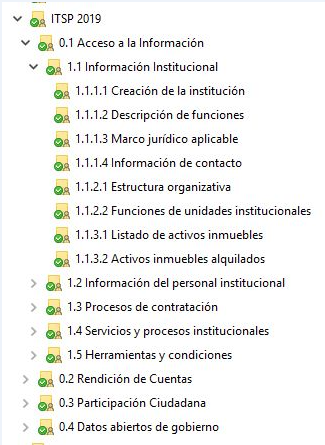 ITSP 2019
0.1 Acceso a la Información
1.1 Información Institucional
1.1.1.1 Creación de la institución
1.1.1.2 Descripción de funciones
1.1.1.3 Marco jurídico aplicable
1.1.1.4 Información de contacto
1.1.2.1 Estructura organizativa
1.1.2.2 Funciones de unidades institucionales
1.1.3.1 Listado de activos inmuebles
1.1.3.2 Activos inmuebles alquilados
1.2 Información del personal institucional
1.3 Procesos de contratación
1.4 Servicios y procesos institucionales
1.5 Herramientas y condiciones
0.2 Rendición de Cuentas
0.3 Participación Ciudadana
0.4 Datos abiertos de gobierno